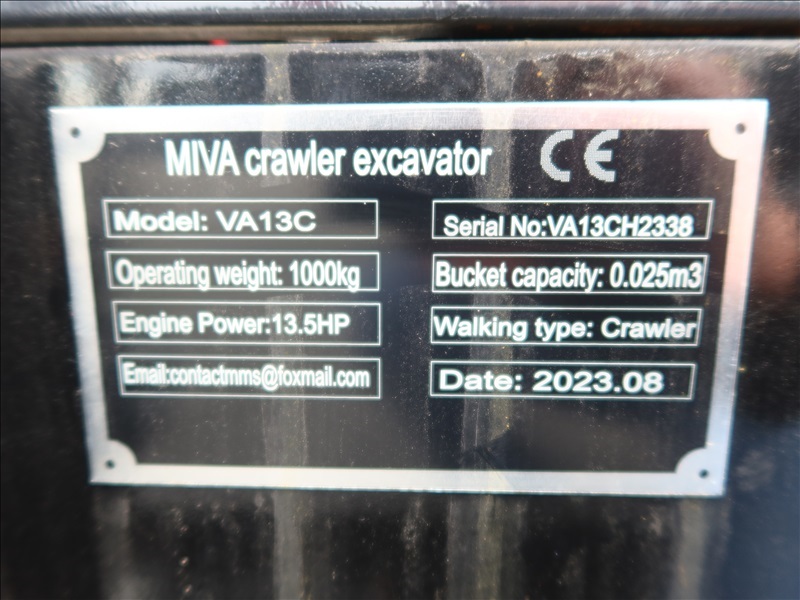 MIVA crawler excavator CE
Model: VA13C
Serial No:VA13CH2338
Operating weight: 1000kg
Bucket capacity: 0.025m3
Engine Power:13.5HP
Walking type: Crawler
Email:contactmms@foxmail.com
Date: 2023.08